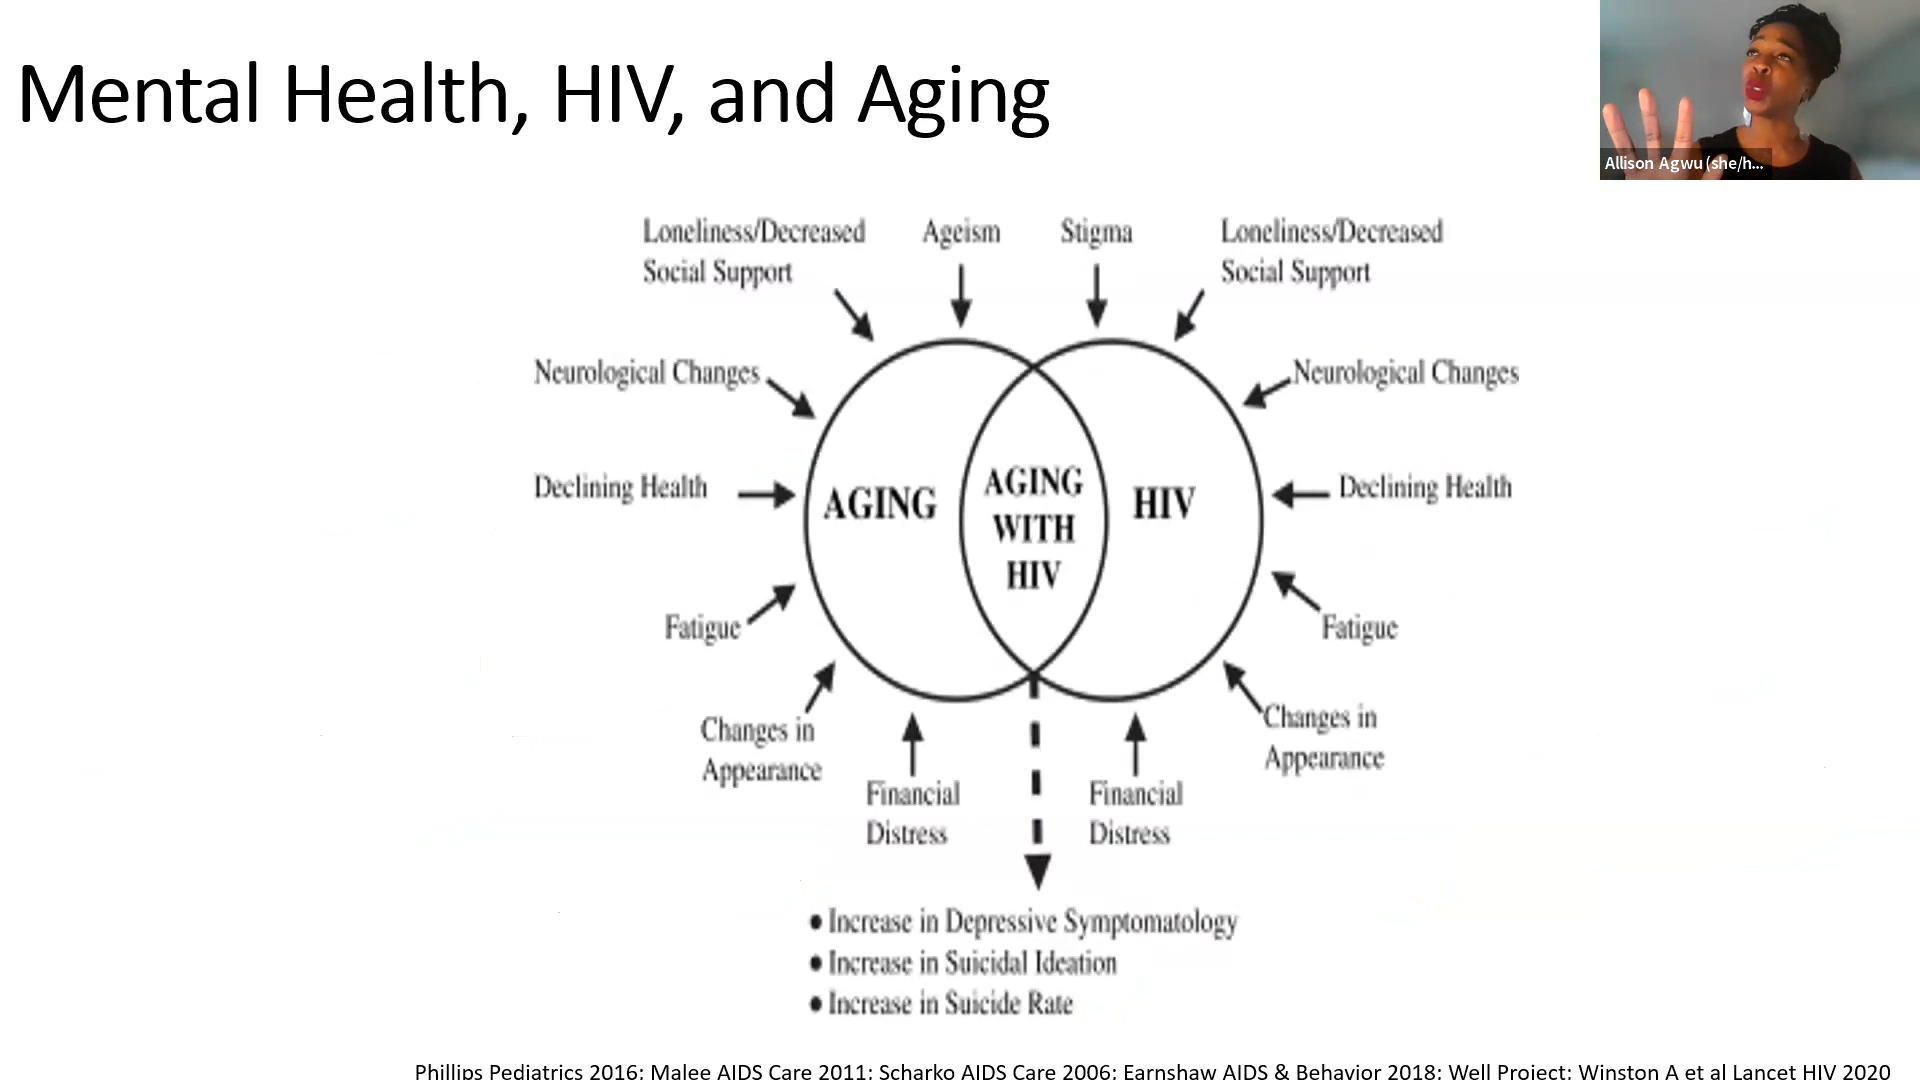 Mental Health, HIV, and Aging
Allison Agwu (she/h...
Loneliness/Decreased
Social Support
Ageism
Stigma
Loneliness/Decreased
Social Support
Neurological Changes
Neurological Changes
Declining Health
AGING
AGING
WITH
HIV
HIV
Declining Health
Fatigue
Fatigue
Changes in
Appearance
Changes in
Appearance
Financial
Distress
Financial
Distress
● Increase in Depressive Symptomatology
● Increase in Suicidal Ideation
● Increase in Suicide Rate
Phillips Pediatrics 2016; Malee AIDS Care 2011; Scharko AIDS Care 2006; Earnshaw AIDS & Behavior 2018; Well Project; Winston A et al Lancet HIV 2020